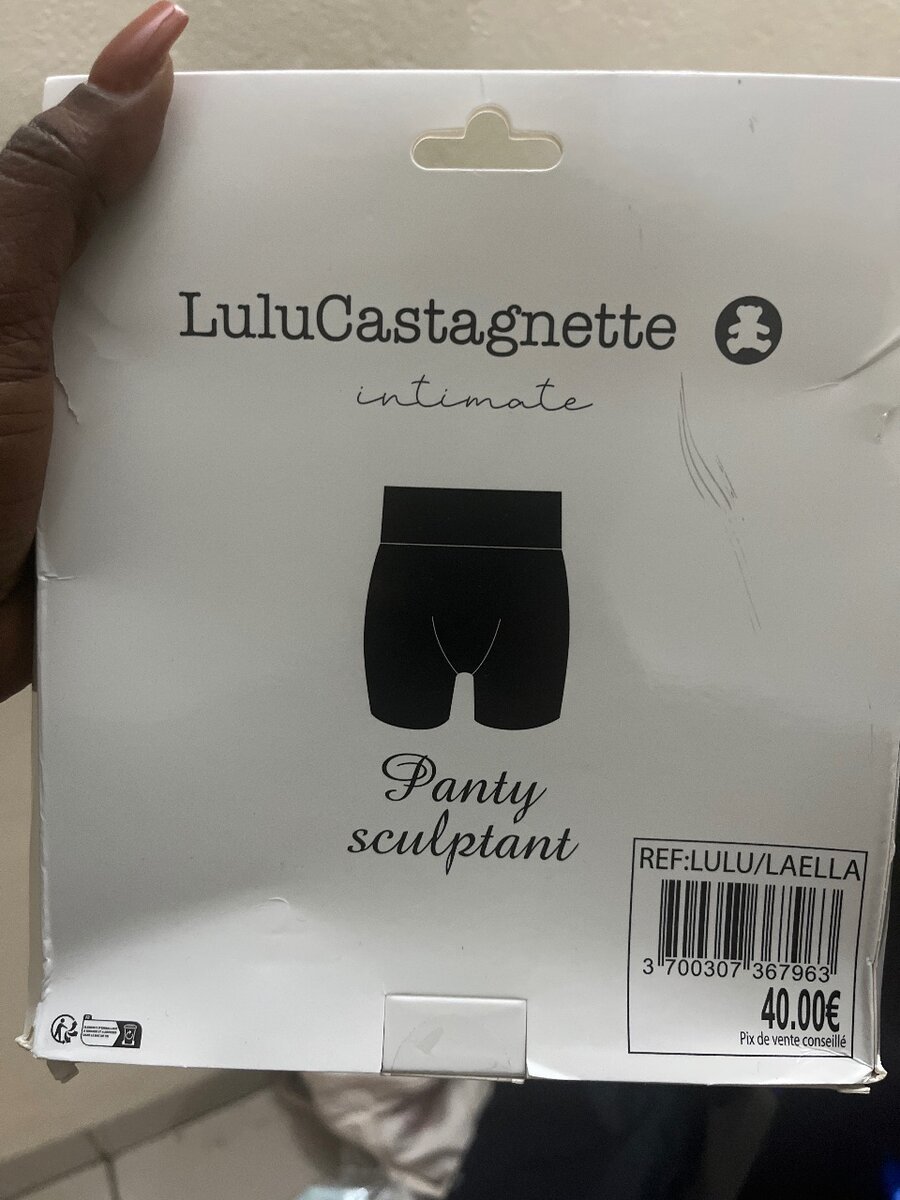 LuluCastagnette
intimate
Panty
sculptant
REF:LULU/LAELLA
3 700307 367963
40.00€
Pix de vente conseillé